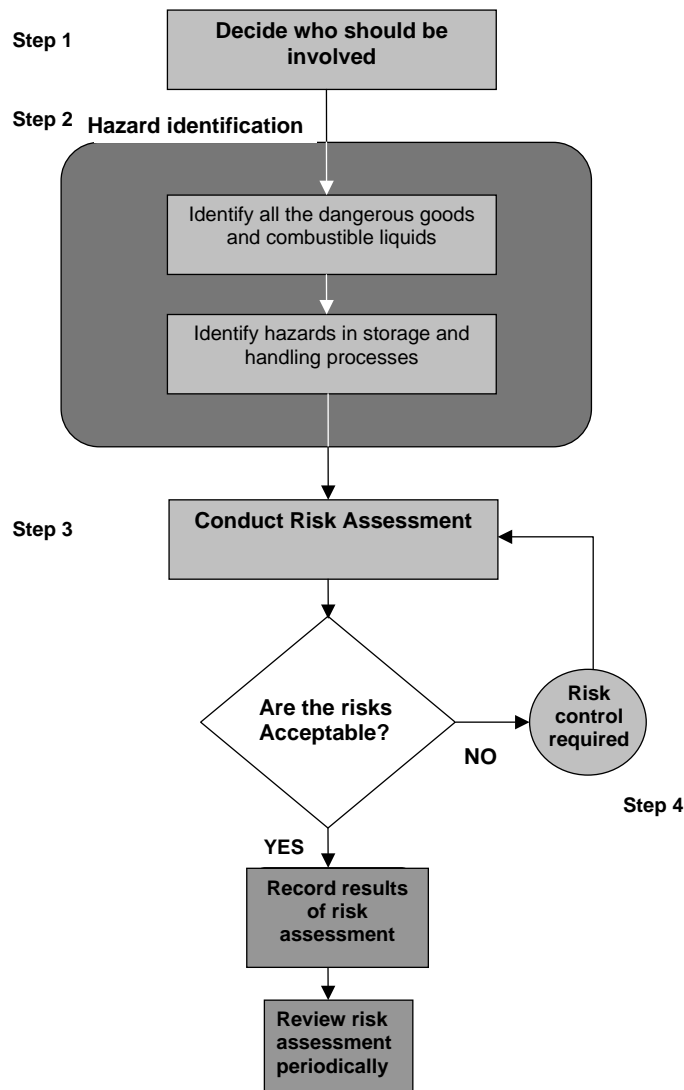 Step 1
Decide who should be
involved
Step 2
Hazard identification
Identify all the dangerous goods
and combustible liquids
Identify hazards in storage and
handling processes
Step 3
Conduct Risk Assessment
Are the risks
Acceptable?
NO
Risk
control
required
Step 4
YES
Record results
of risk
assessment
Review risk
assessment
periodically